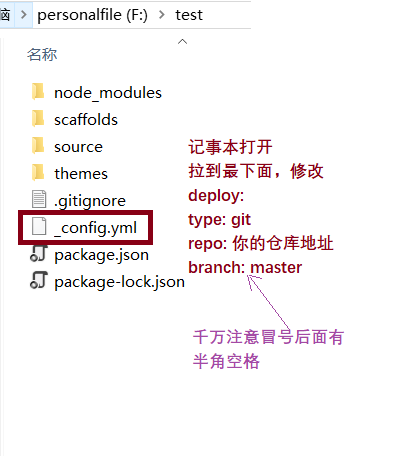 脑 > personalfile (F:) > test
名称
node_modules
scaffolds
source
themes
.gitignore
_config.yml
package.json
package-lock.json
记事本打开
拉到最下面，修改
deploy:
type: git
repo: 你的仓库地址
branch: master
千万注意冒号后面有
半角空格